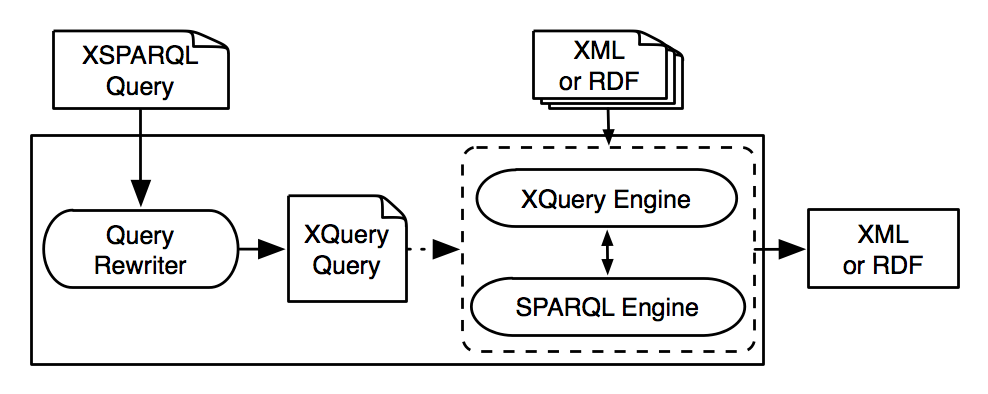 XSPARQL
Query
XML
or RDF
XQuery Engine
Query
Rewriter
XQuery
Query
SPARQL Engine
XML
or RDF